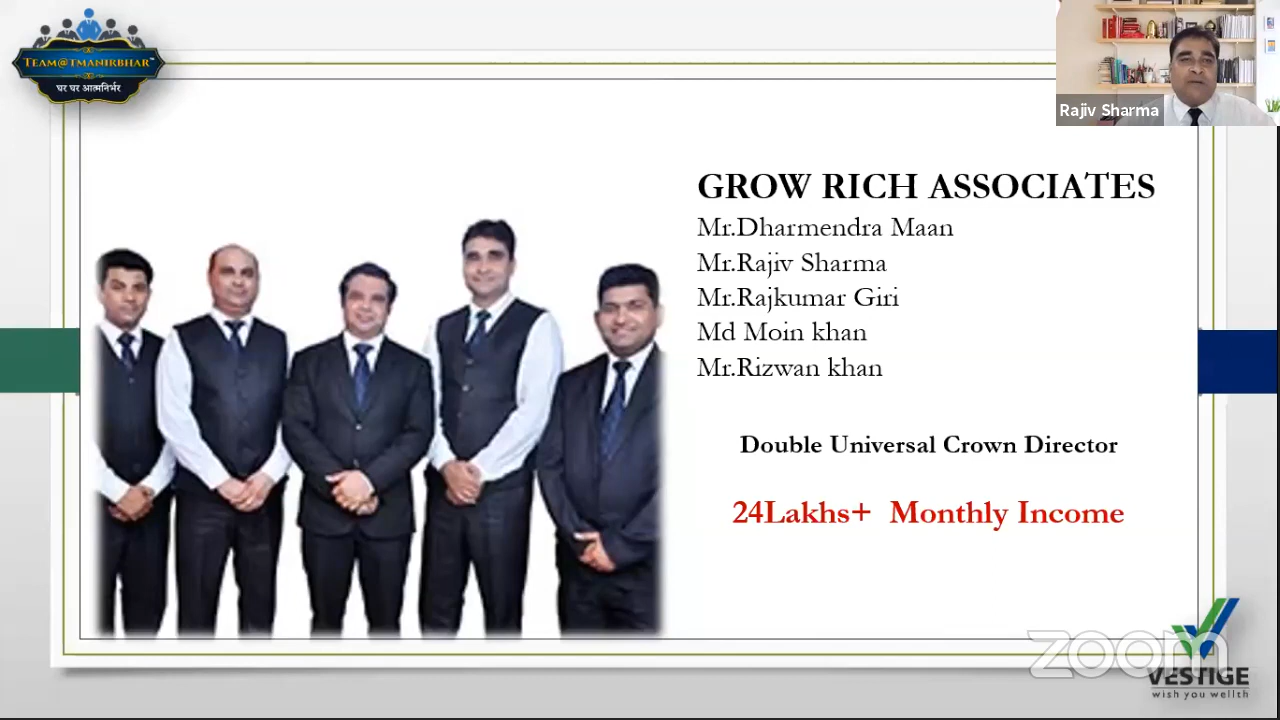 TEAM@TMANIRBHAR
घर घर आत्मनिर्भर
Rajiv Sharma
GROW RICH ASSOCIATES
Mr.Dharmendra Maan
Mr.Rajiv Sharma
Mr.Rajkumar Giri
Md Moin khan
Mr.Rizwan khan
Double Universal Crown Director
24Lakhs+ Monthly Income
zoom
VESTIGE
wish you wellth